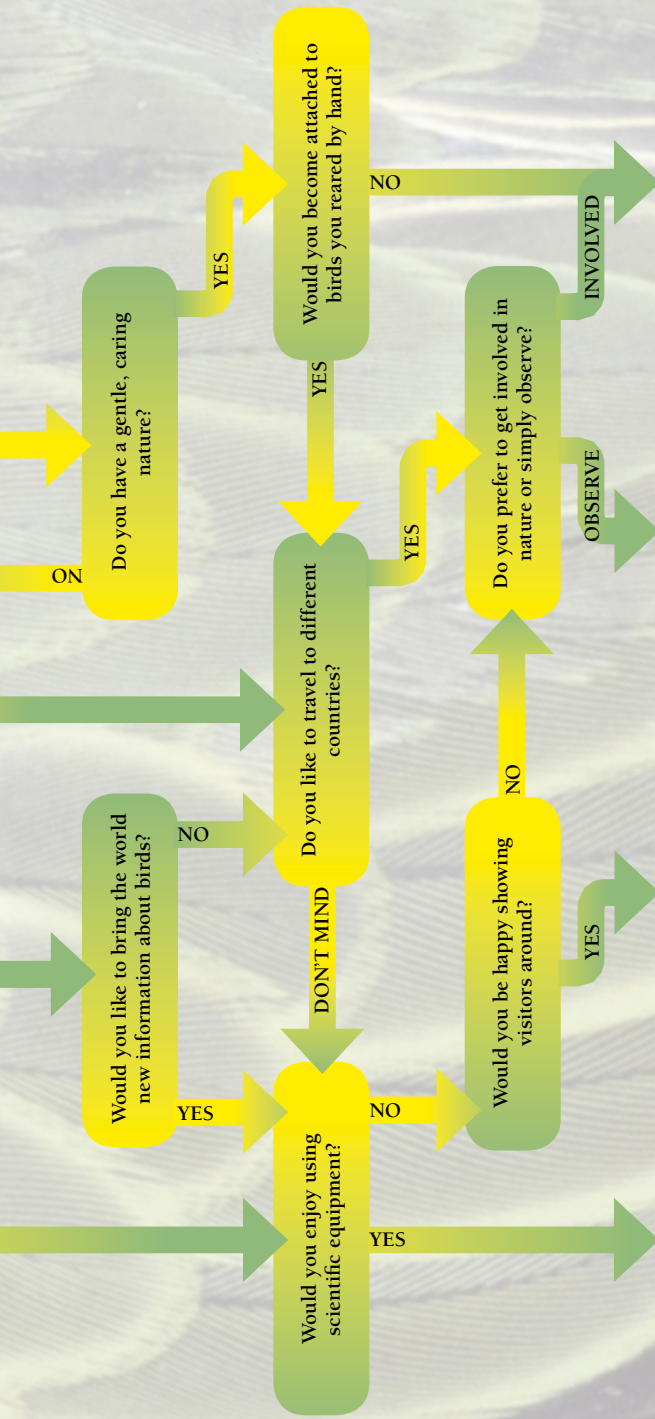 Do you have a gentle, caring
nature?
YES
Would you become attached to
birds you reared by hand?
NO
YES
ON
Would you like to bring the world
new information about birds?
NO
YES
Do you like to travel to different
countries?
YES
DON'T MIND
Would you enjoy using
scientific equipment?
NO
YES
Would you be happy showing
visitors around?
NO
YES
Do you prefer to get involved in
nature or simply observe?
INVOLVED
OBSERVE